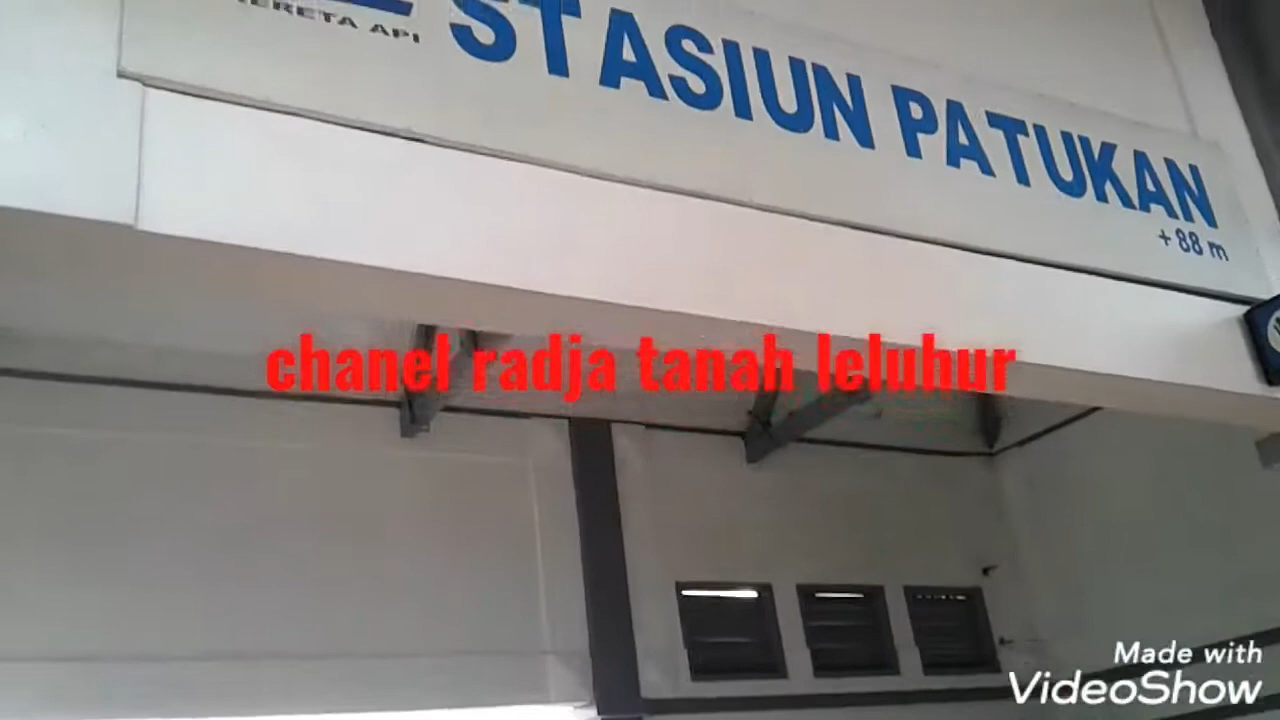 KERETA API
STASIUN PATUKAN
+ 88 m
chanel radja tanah leluhur
Made with
VideoShow